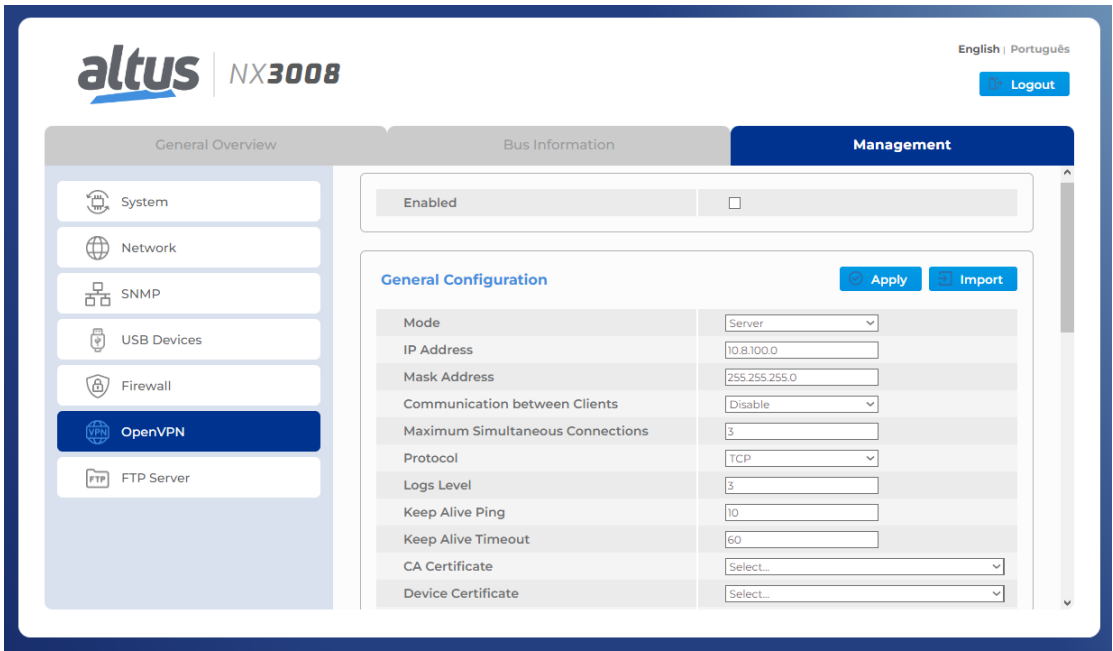 altus NX3008
English | Português
Logout
General Overview Bus Information Management
System
Network
SNMP
USB Devices
Firewall
VPN OpenVPN
FTP FTP Server
Enabled
General Configuration Apply Import
Mode Server
IP Address 10.8.100.0
Mask Address 255.255.255.0
Communication between Clients Disable
Maximum Simultaneous Connections 3
Protocol TCP
Logs Level 3
Keep Alive Ping 10
Keep Alive Timeout 60
CA Certificate Select...
Device Certificate Select...